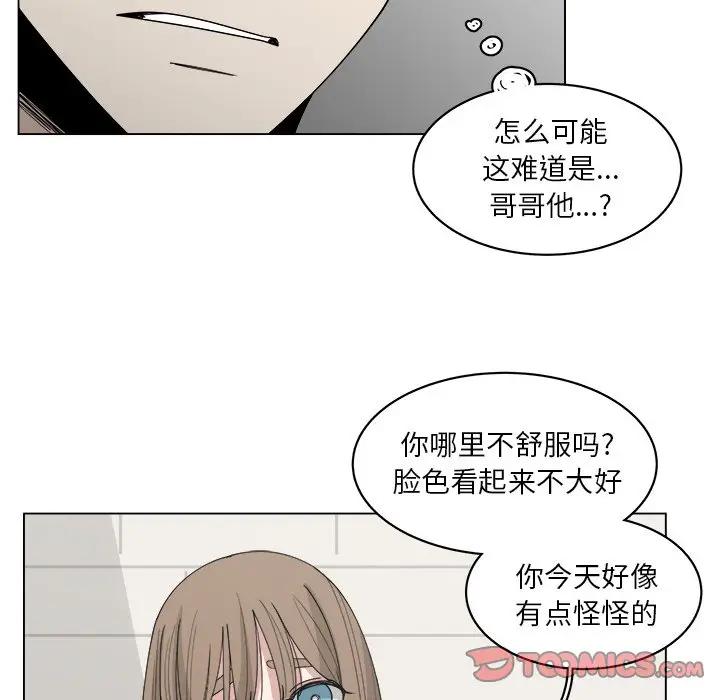 怎么可能
这难道是...
哥哥他...?
你哪里不舒服吗?
脸色看起来不大好
你今天好像
有点怪怪的
TOOMICS.COM